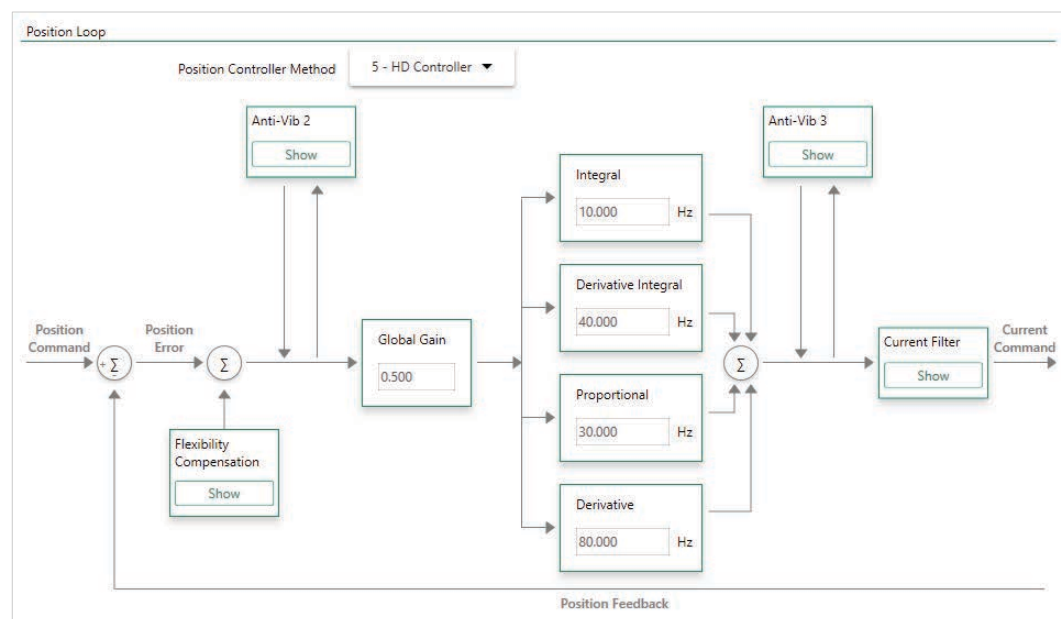 Position Loop
Position Controller Method
5 - HD Controller
Anti-Vib 2
Show
Anti-Vib 3
Show
Integral
10.000 Hz
Derivative Integral
40.000 Hz
Position
Command
+
-
Σ
Position
Error
Σ
Global Gain
0.500
Σ
Current Filter
Show
Current
Command
Proportional
30.000 Hz
Flexibility
Compensation
Show
Derivative
80.000 Hz
Position Feedback